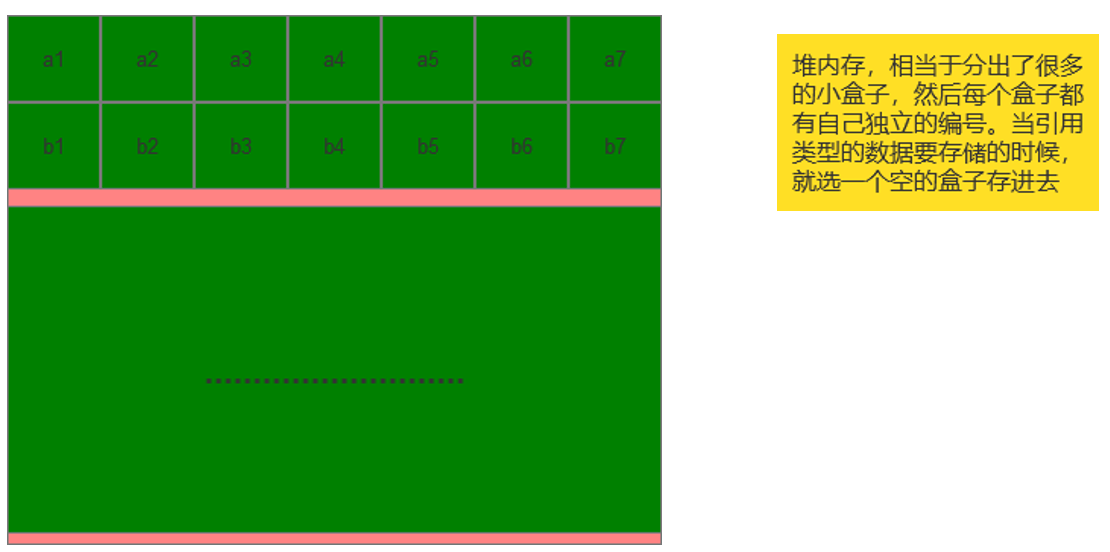 a1 a2 a3 a4 a5 a6 a7
b1 b2 b3 b4 b5 b6 b7
...........................
堆内存，相当于分出了很多
的小盒子，然后每个盒子都
有自己独立的编号。当引用
类型的数据要存储的时候，
就选一个空的盒子存进去